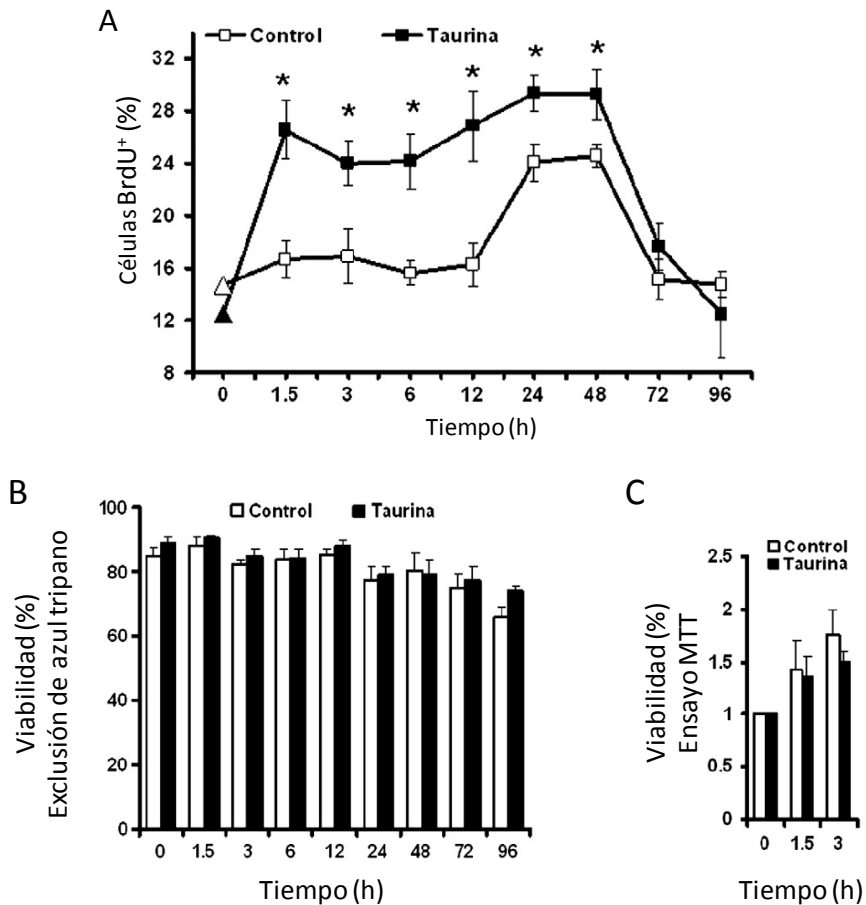 A
Control
Taurina
Células BrdU⁺ (%)
32
28
24
20
16
12
8
* * * * * *
0 1.5 3 6 12 24 48 72 96
Tiempo (h)
B
Control
Taurina
Viabilidad (%)
Exclusión de azul tripano
100
80
60
40
20
0
0 1.5 3 6 12 24 48 72 96
Tiempo (h)
C
Control
Taurina
Viabilidad (%)
Ensayo MTT
2.5
2
1.5
1
0.5
0
0 1.5 3
Tiempo (h)